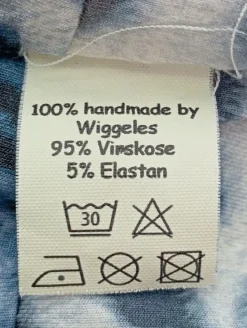 100% handmade by
Wiggeles
95% Virskose
5% Elastan
30